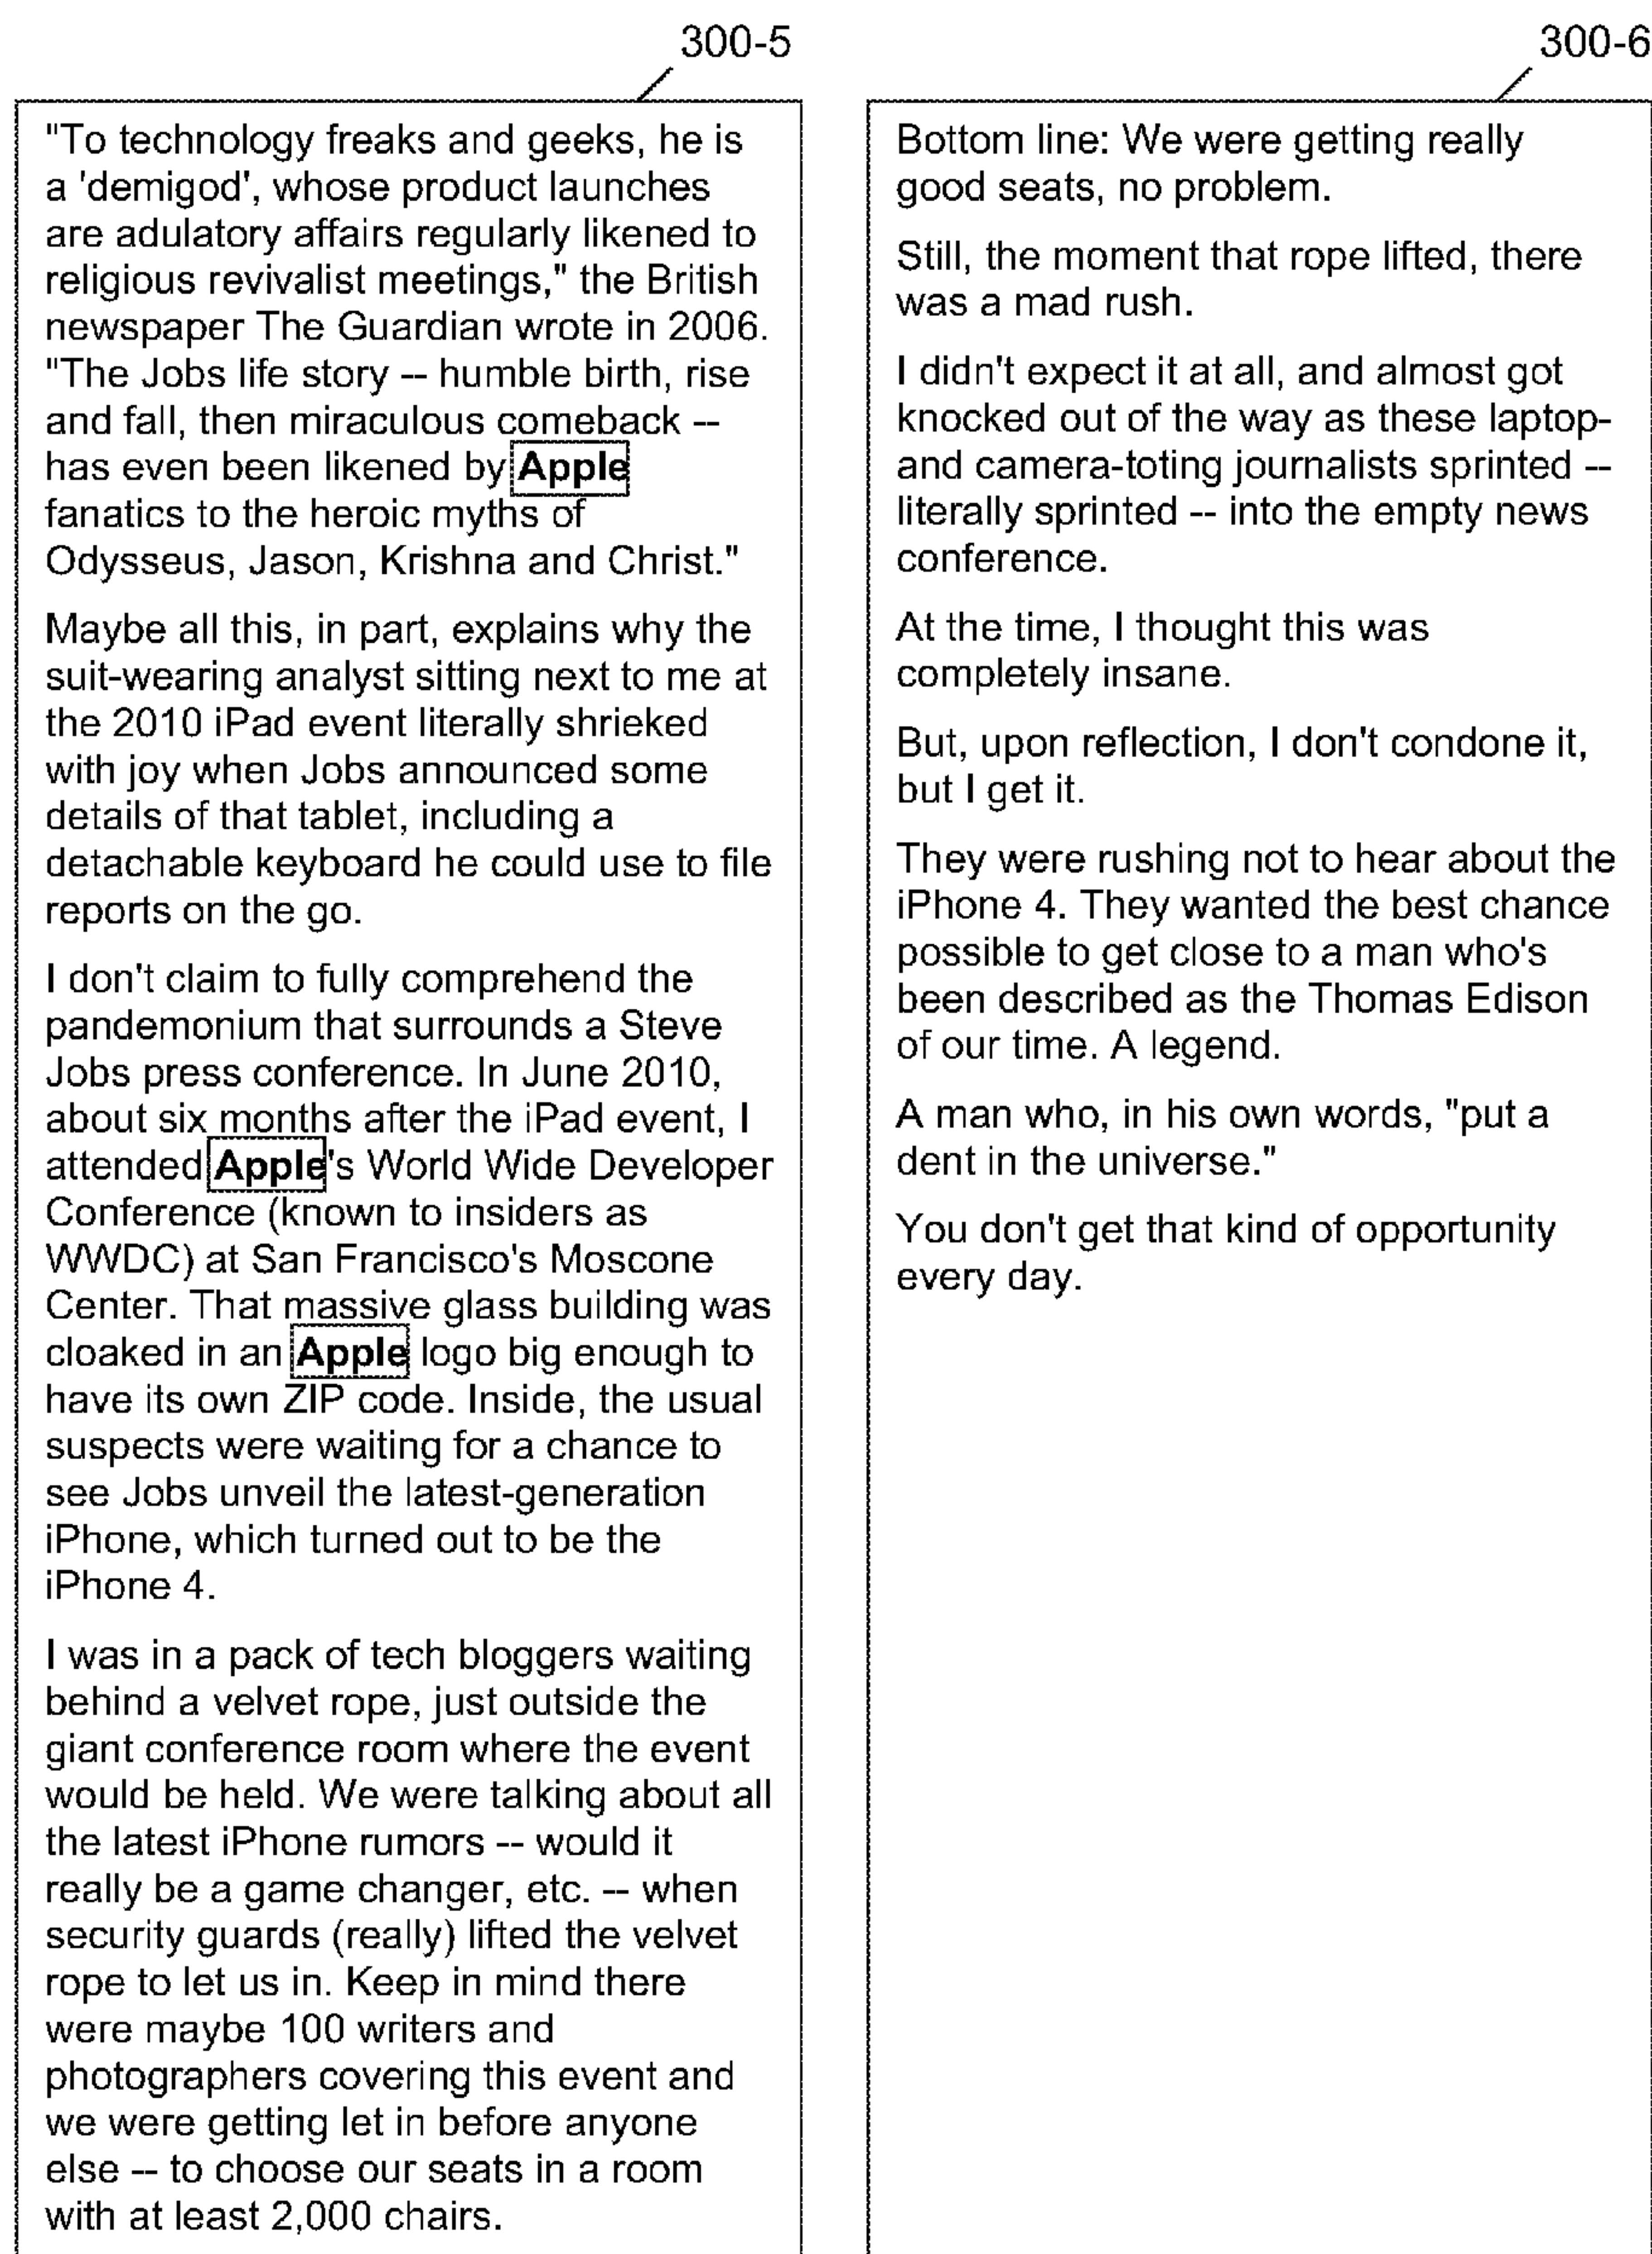 300-5
"To technology freaks and geeks, he is
a 'demigod', whose product launches
are adulatory affairs regularly likened to
religious revivalist meetings," the British
newspaper The Guardian wrote in 2006.
"The Jobs life story -- humble birth, rise
and fall, then miraculous comeback --
has even been likened by Apple
fanatics to the heroic myths of
Odysseus, Jason, Krishna and Christ."
Maybe all this, in part, explains why the
suit-wearing analyst sitting next to me at
the 2010 iPad event literally shrieked
with joy when Jobs announced some
details of that tablet, including a
detachable keyboard he could use to file
reports on the go.
I don't claim to fully comprehend the
pandemonium that surrounds a Steve
Jobs press conference. In June 2010,
about six months after the iPad event, I
attended Apple's World Wide Developer
Conference (known to insiders as
WWDC) at San Francisco's Moscone
Center. That massive glass building was
cloaked in an Apple logo big enough to
have its own ZIP code. Inside, the usual
suspects were waiting for a chance to
see Jobs unveil the latest-generation
iPhone, which turned out to be the
iPhone 4.
I was in a pack of tech bloggers waiting
behind a velvet rope, just outside the
giant conference room where the event
would be held. We were talking about all
the latest iPhone rumors -- would it
really be a game changer, etc. -- when
security guards (really) lifted the velvet
rope to let us in. Keep in mind there
were maybe 100 writers and
photographers covering this event and
we were getting let in before anyone
else -- to choose our seats in a room
with at least 2,000 chairs.
300-6
Bottom line: We were getting really
good seats, no problem.
Still, the moment that rope lifted, there
was a mad rush.
I didn't expect it at all, and almost got
knocked out of the way as these laptop-
and camera-toting journalists sprinted --
literally sprinted -- into the empty news
conference.
At the time, I thought this was
completely insane.
But, upon reflection, I don't condone it,
but I get it.
They were rushing not to hear about the
iPhone 4. They wanted the best chance
possible to get close to a man who's
been described as the Thomas Edison
of our time. A legend.
A man who, in his own words, "put a
dent in the universe."
You don't get that kind of opportunity
every day.